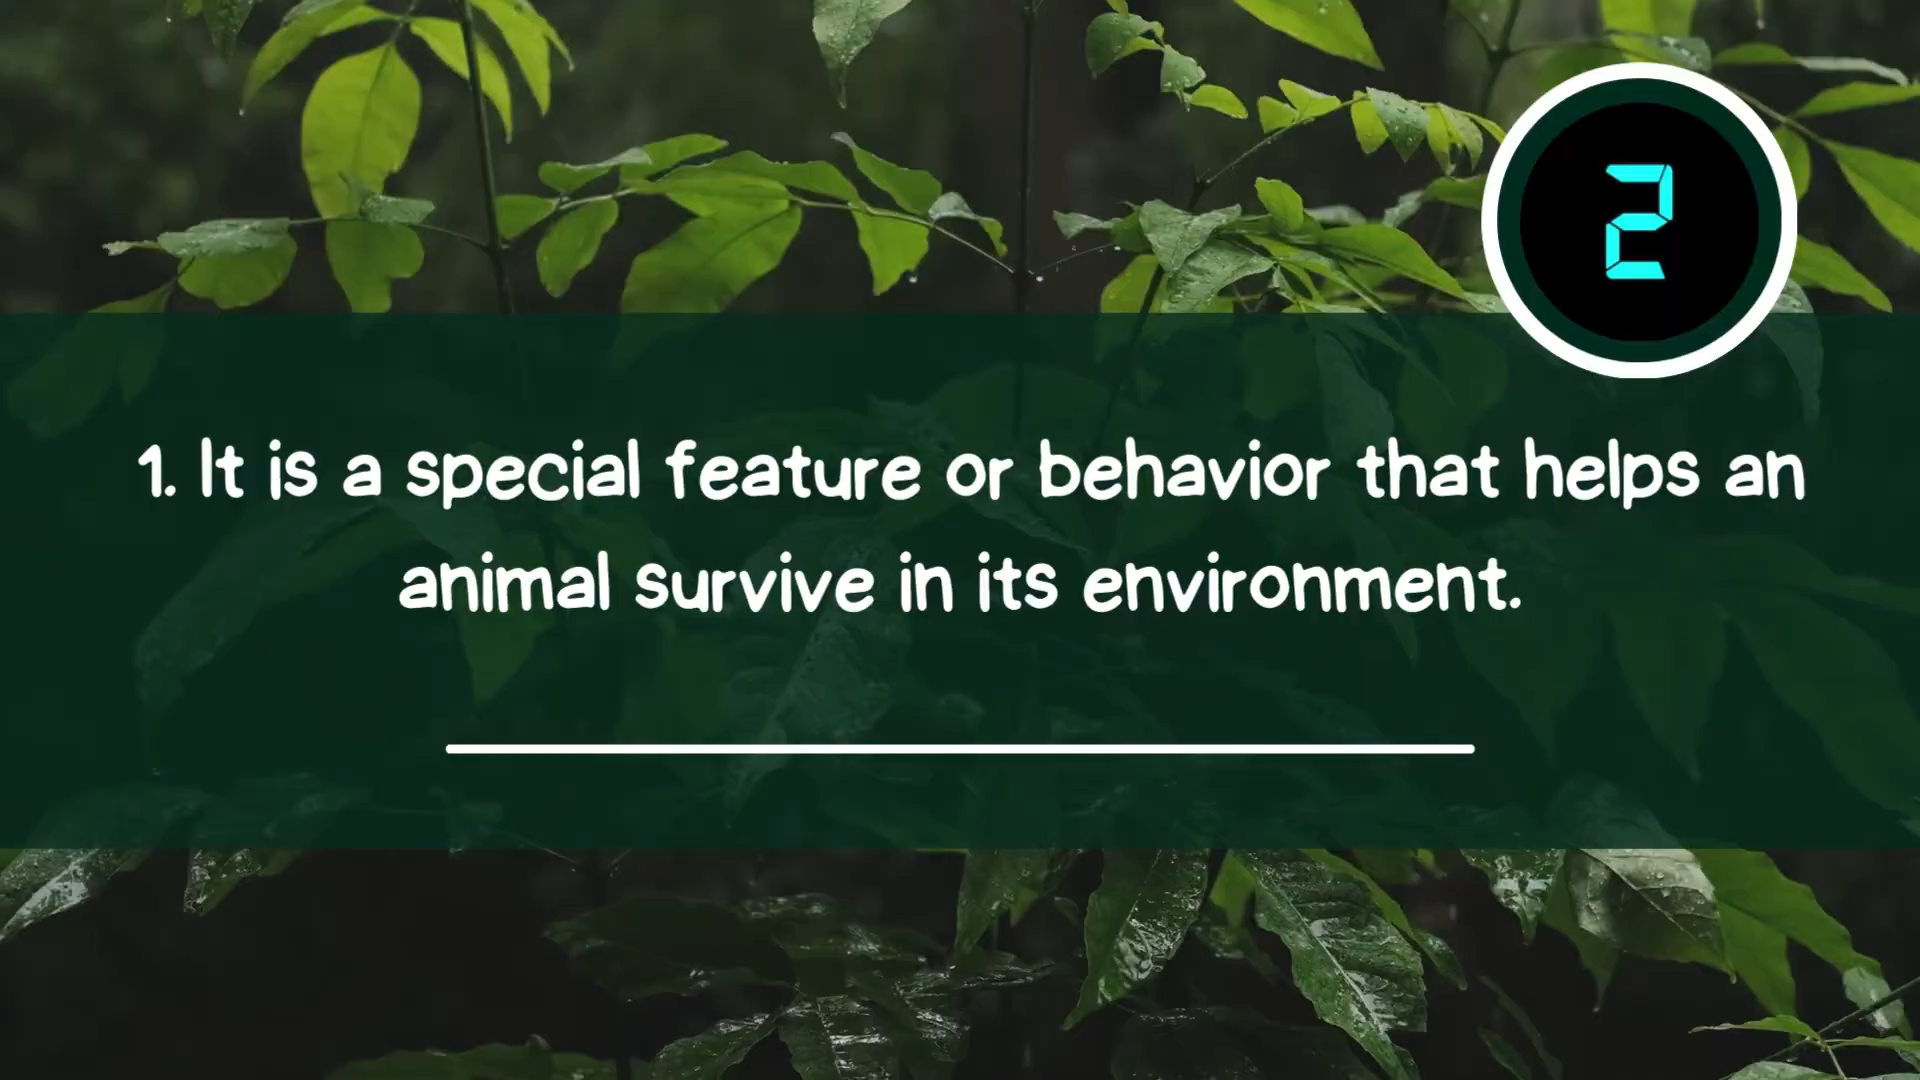 2
1. It is a special feature or behavior that helps an
animal survive in its environment.